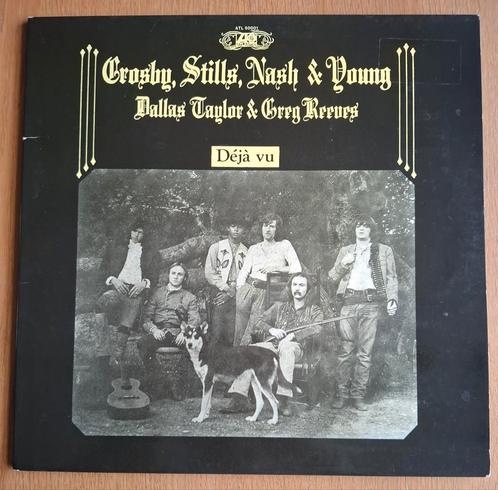 ATL 50001
Crosby, Stills, Nash & Young
Dallas Taylor & Greg Reeves
Déjà vu